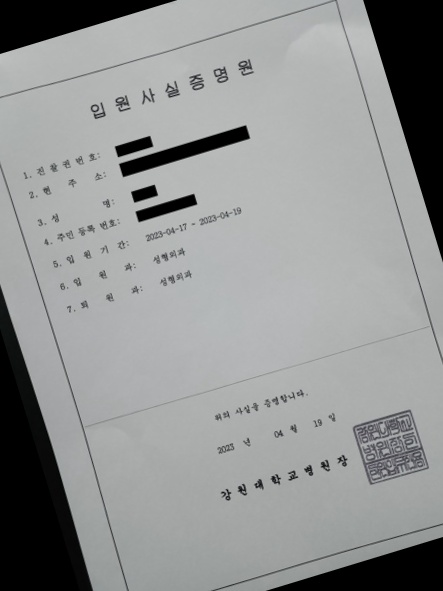 입원사실증명원
1. 진찰권번호:
2. 현 주 소:
3. 성 명:
4. 주민등록번호:
5. 입 원 기 간: 2023-04-17 - 2023-04-19
6. 입 원 과: 성형외과
7. 퇴 원 과: 성형외과
위의 사실을 증명합니다.
2023 년 04 월 19 일
강원대학교병원장